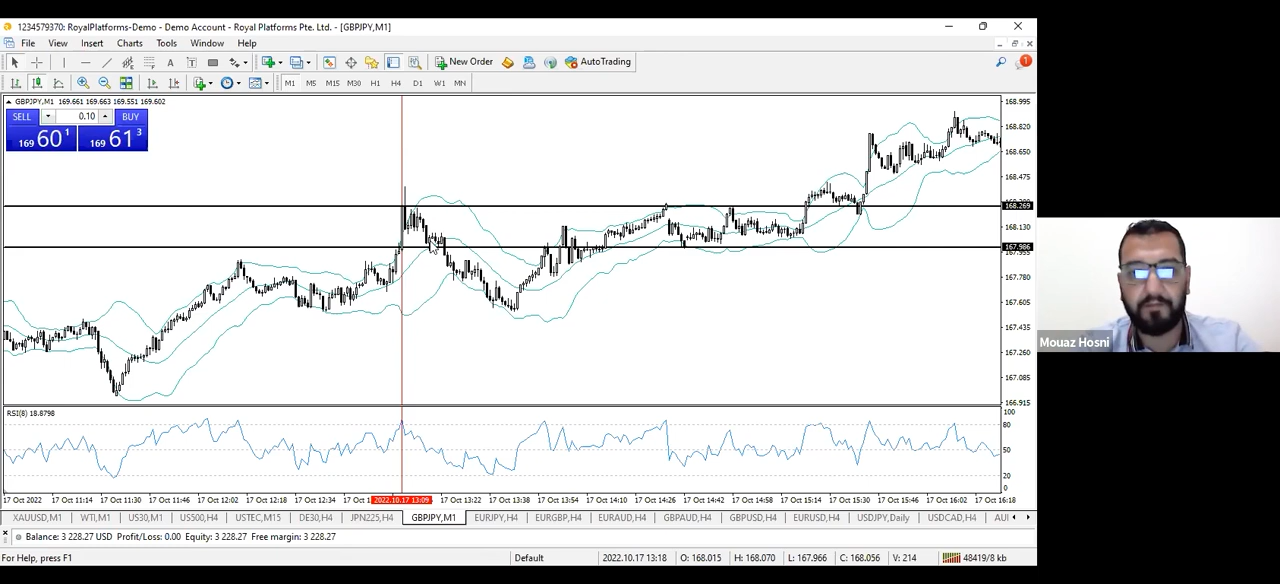 1234579370: RoyalPlatforms-Demo - Demo Account - Royal Platforms Pte. Ltd. - [GBPJPY,M1]
File View Insert Charts Tools Window Help
New Order AutoTrading 1
M1 M5 M15 M30 H1 H4 D1 W1 MN
GBPJPY,M1 169.661 169.663 169.551 169.602
SELL 0.10 BUY
169 60 1 169 61 3
168.995
168.820
168.650
168.475
168.269
168.130
167.986
167.955
167.780
167.605
167.435
167.260
167.085
166.915
RSI(8) 18.8798
100
80
50
20
0
17 Oct 2022 17 Oct 11:14 17 Oct 11:30 17 Oct 11:46 17 Oct 12:02 17 Oct 12:18 17 Oct 12:34 17 Oct 1 2022.10.17 13:09 17 Oct 13:22 17 Oct 13:38 17 Oct 13:54 17 Oct 14:10 17 Oct 14:26 17 Oct 14:42 17 Oct 14:58 17 Oct 15:14 17 Oct 15:30 17 Oct 15:46 17 Oct 16:02 17 Oct 16:18
XAUUSD,M1 WTI,M1 US30,M1 US500,H4 USTEC,M15 DE30,H4 JPN225,H4 GBPJPY,M1 EURJPY,H4 EURGBP,H4 EURAUD,H4 GBPAUD,H4 GBPUSD,H4 EURUSD,H4 USDJPY,Daily USDCAD,H4 AUI
Balance: 3 228.27 USD Profit/Loss: 0.00 Equity: 3 228.27 Free margin: 3 228.27
For Help, press F1 Default 2022.10.17 13:18 O: 168.015 H: 168.070 L: 167.966 C: 168.056 V: 214 48419/8 kb
Mouaz Hosni